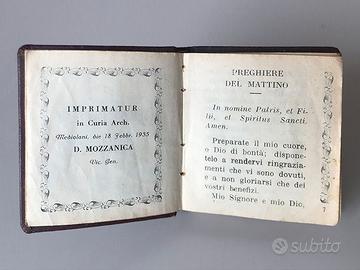 IMPRIMATUR
in Curia Arch.
Mediolani, die 18 Febbr. 1935
D. MOZZANICA
Vic. Gen.
PREGHIERE
DEL MATTINO
In nomine Patris, et Fi-
lii, et Spiritus Sancti.
Amen.
Preparate il mio cuore,
o Dio di bontà; dispone-
telo a rendervi ringrazia-
menti che vi sono dovuti,
e a non gloriarsi che dei
vostri benefizi.
Mio Signore e mio Dio,
7
subito